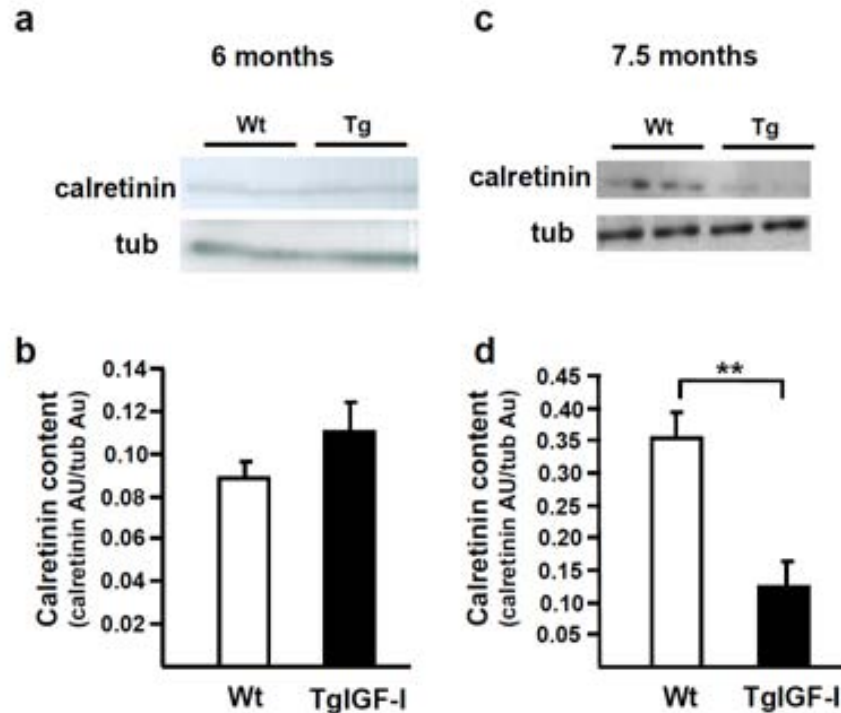 a
6 months
Wt Tg
calretinin
tub
b
Calretinin content
(calretinin AU/tub Au)
0.14
0.12
0.10
0.08
0.06
0.04
0.02
Wt TgIGF-I
c
7.5 months
Wt Tg
calretinin
tub
d
Calretinin content
(calretinin AU/tub Au)
0.45
0.40
0.35
0.30
0.25
0.20
0.15
0.10
0.05
**
Wt TgIGF-I